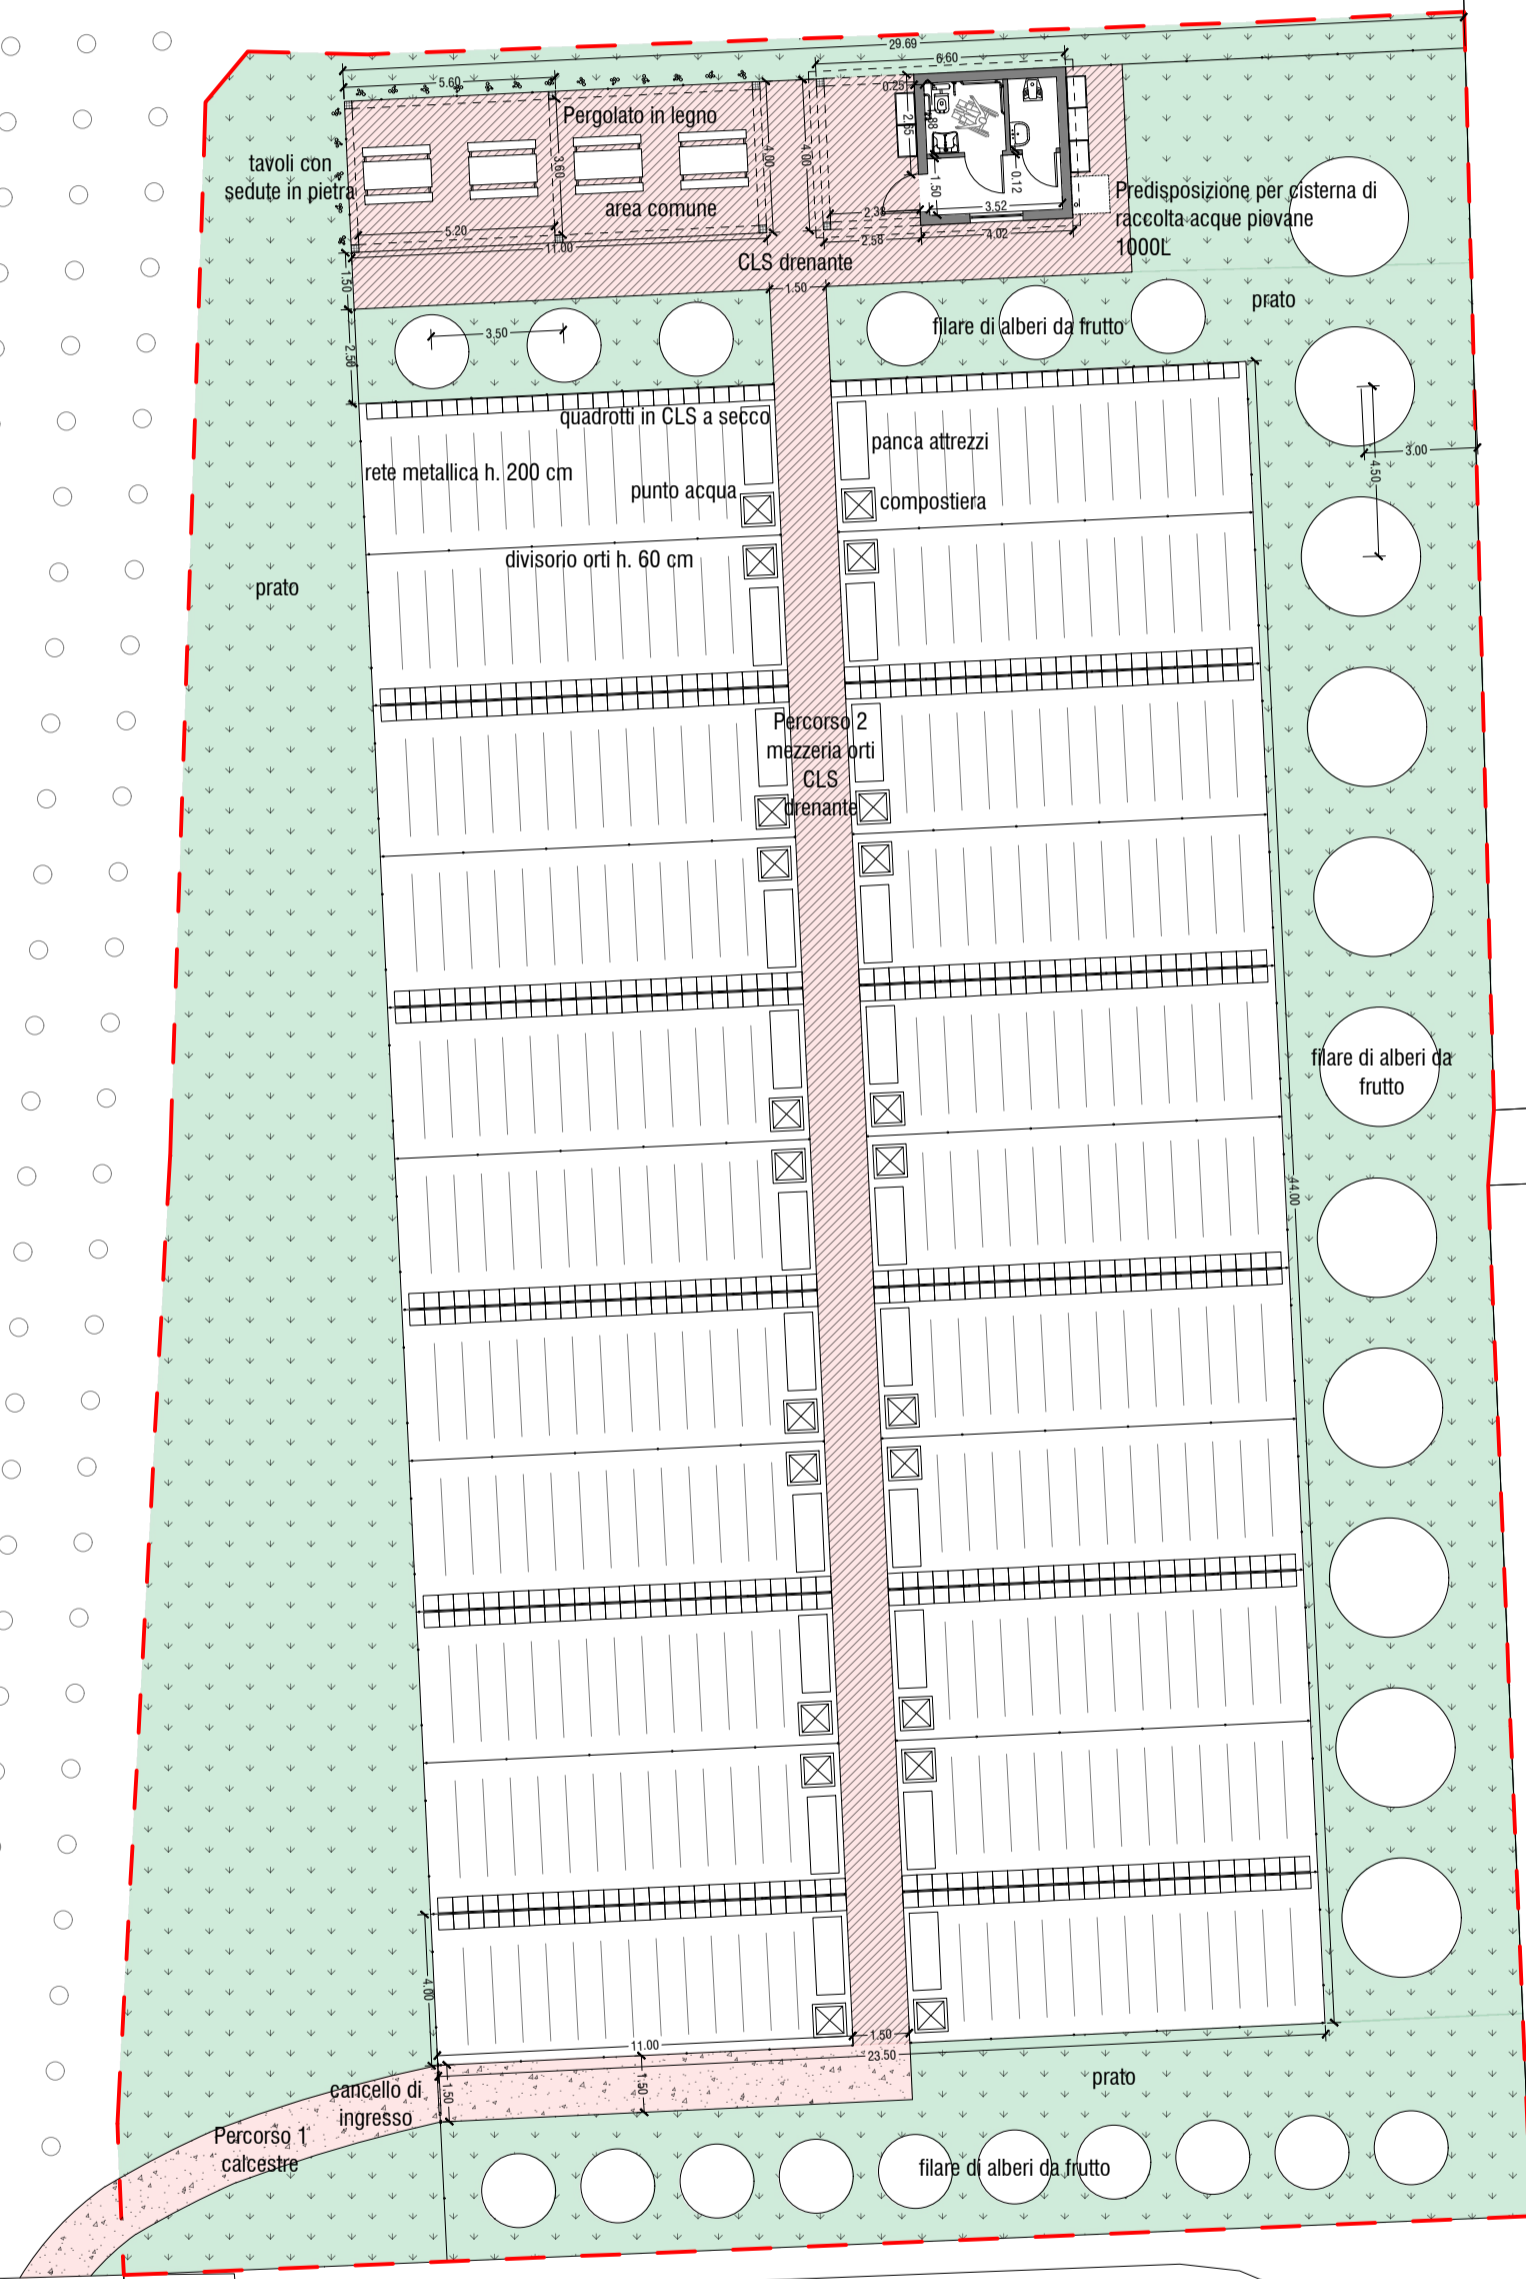 29.69
6.60
5.60
0.25
Pergolato in legno
tavoli con
sedute in pietra
3.60
4.00
4.00
2.65
.88
1.50
0.12
area comune
3.52
2.38
5.20
11.00
2.58
4.02
Predisposizione per cisterna di
raccolta acque piovane
1000L
CLS drenante
1.50
1.50
prato
3.50
filare di alberi da frutto
2.50
quadrotti in CLS a secco
panca attrezzi
rete metallica h. 200 cm
punto acqua
compostiera
3.00
4.50
divisorio orti h. 60 cm
prato
Percorso 2
mezzeria orti
CLS
drenante
filare di alberi da
frutto
44.00
4.00
11.00
1.50
23.50
1.50
1.50
prato
cancello di
ingresso
Percorso 1
calcestre
filare di alberi da frutto